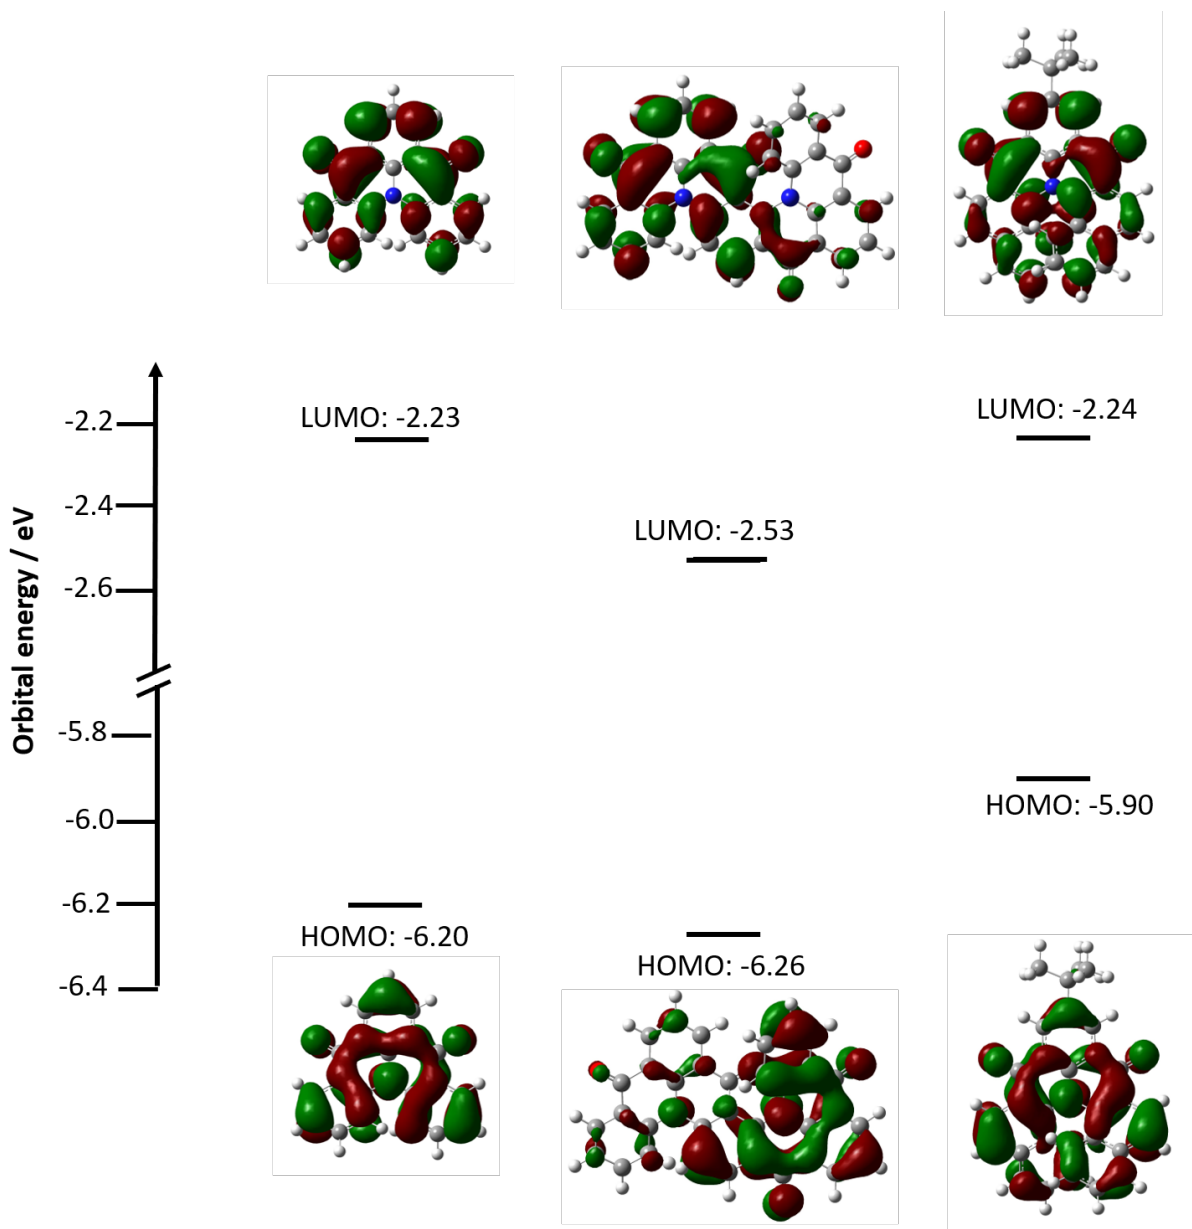 LUMO: -2.23
LUMO: -2.24
LUMO: -2.53
-2.2
-2.4
-2.6
Orbital energy / eV
-5.8
-6.0
-6.2
-6.4
HOMO: -5.90
HOMO: -6.20
HOMO: -6.26